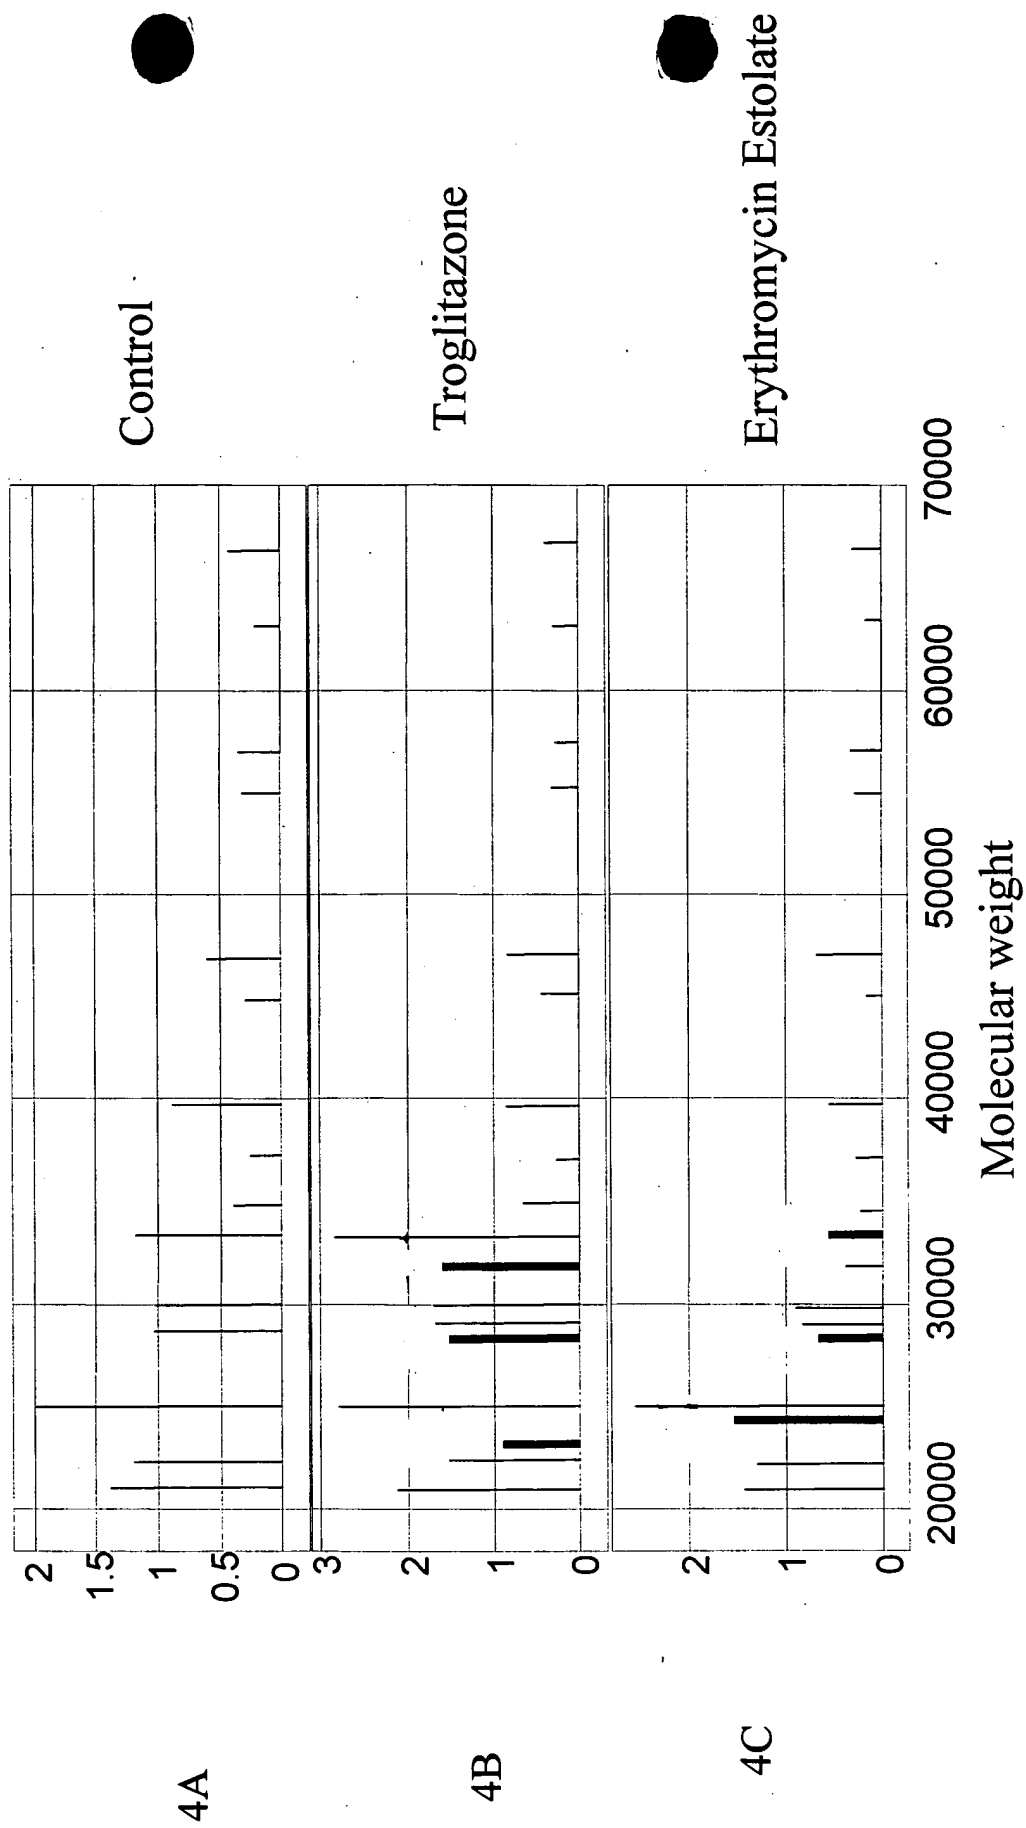 4A
2
1.5
1
0.5
0
Control
4B
3
2
1
0
Troglitazone
4C
2
1
0
Erythromycin Estolate
20000 30000 40000 50000 60000 70000
Molecular weight